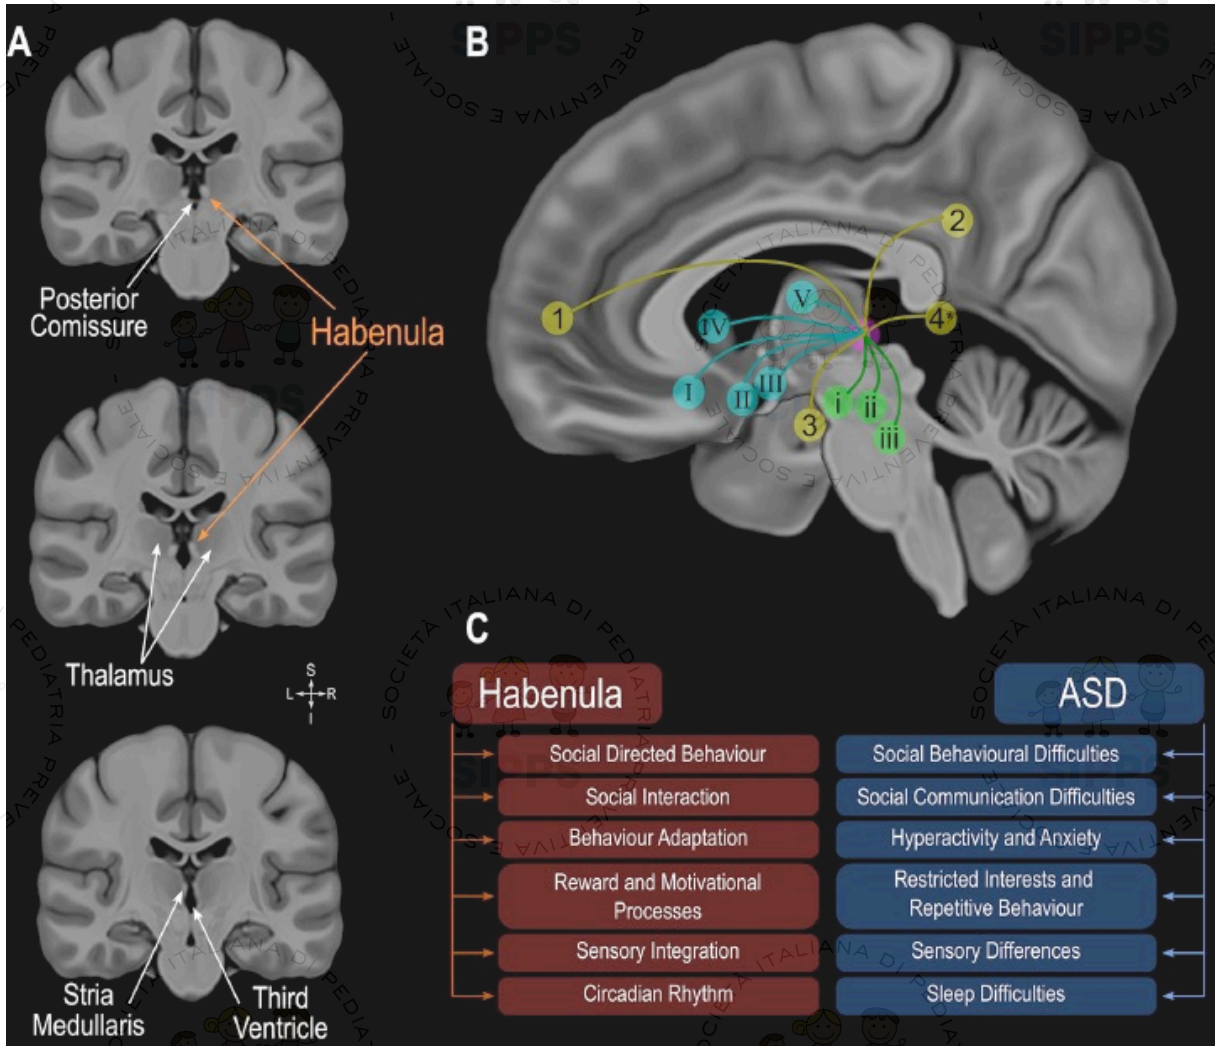 A
Posterior
Comissure
Habenula
Thalamus
S
L R
I
Stria
Medullaris
Third
Ventricle
B
1
2
3
4*
I
II
III
IV
V
i
ii
iii
C
Habenula
ASD
Social Directed Behaviour
Social Behavioural Difficulties
Social Interaction
Social Communication Difficulties
Behaviour Adaptation
Hyperactivity and Anxiety
Reward and Motivational
Processes
Restricted Interests and
Repetitive Behaviour
Sensory Integration
Sensory Differences
Circadian Rhythm
Sleep Difficulties
SIPPS
SIPPS
SOCIETÀ ITALIANA DI PEDIATRIA PREVENTIVA E SOCIALE